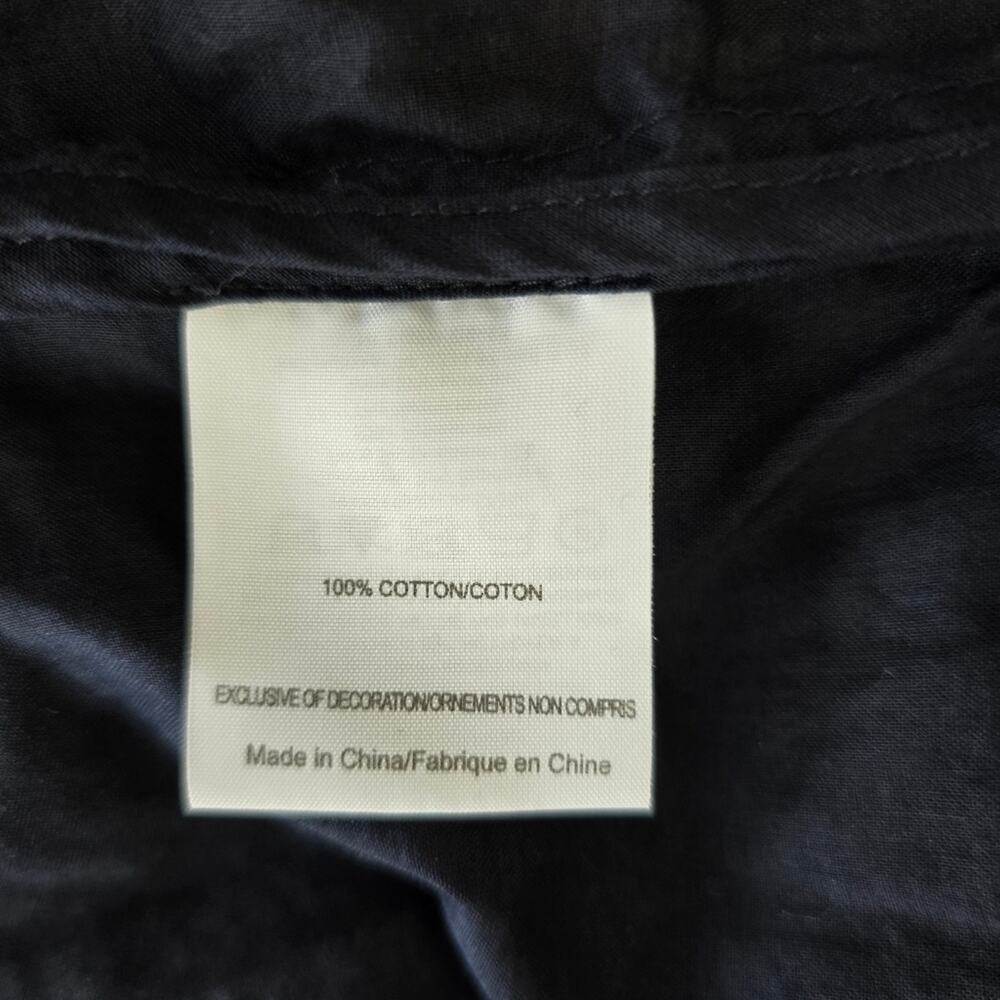 100% COTTON/COTON
EXCLUSIVE OF DECORATION/ORNEMENTS NON COMPRIS
Made in China/Fabrique en Chine